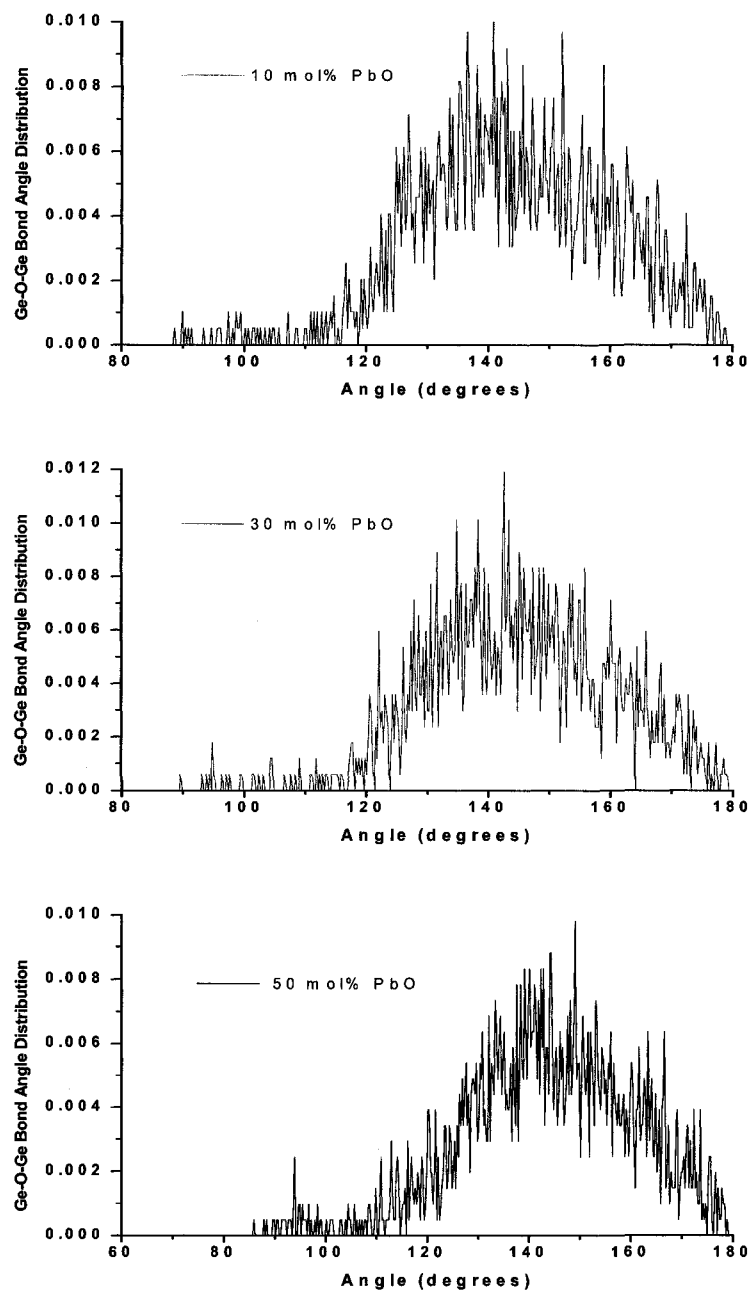 0.010
0.008
0.006
0.004
0.002
0.000
Ge-O-Ge Bond Angle Distribution
10 mol% PbO
80 100 120 140 160 180
Angle (degrees)
0.012
0.010
0.008
0.006
0.004
0.002
0.000
Ge-O-Ge Bond Angle Distribution
30 mol% PbO
80 100 120 140 160 180
Angle (degrees)
0.010
0.008
0.006
0.004
0.002
0.000
Ge-O-Ge Bond Angle Distribution
50 mol% PbO
60 80 100 120 140 160 180
Angle (degrees)